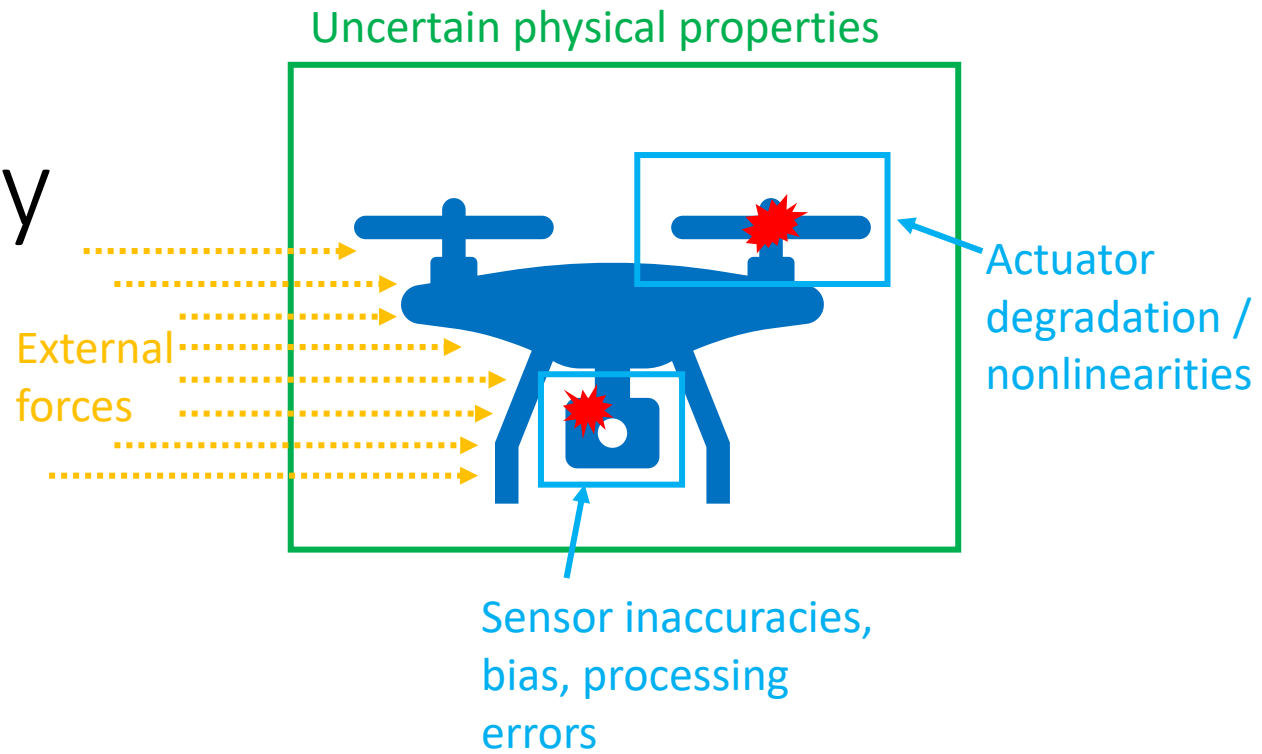 Uncertain physical properties
y
External
forces
Actuator
degradation /
nonlinearities
Sensor inaccuracies,
bias, processing
errors